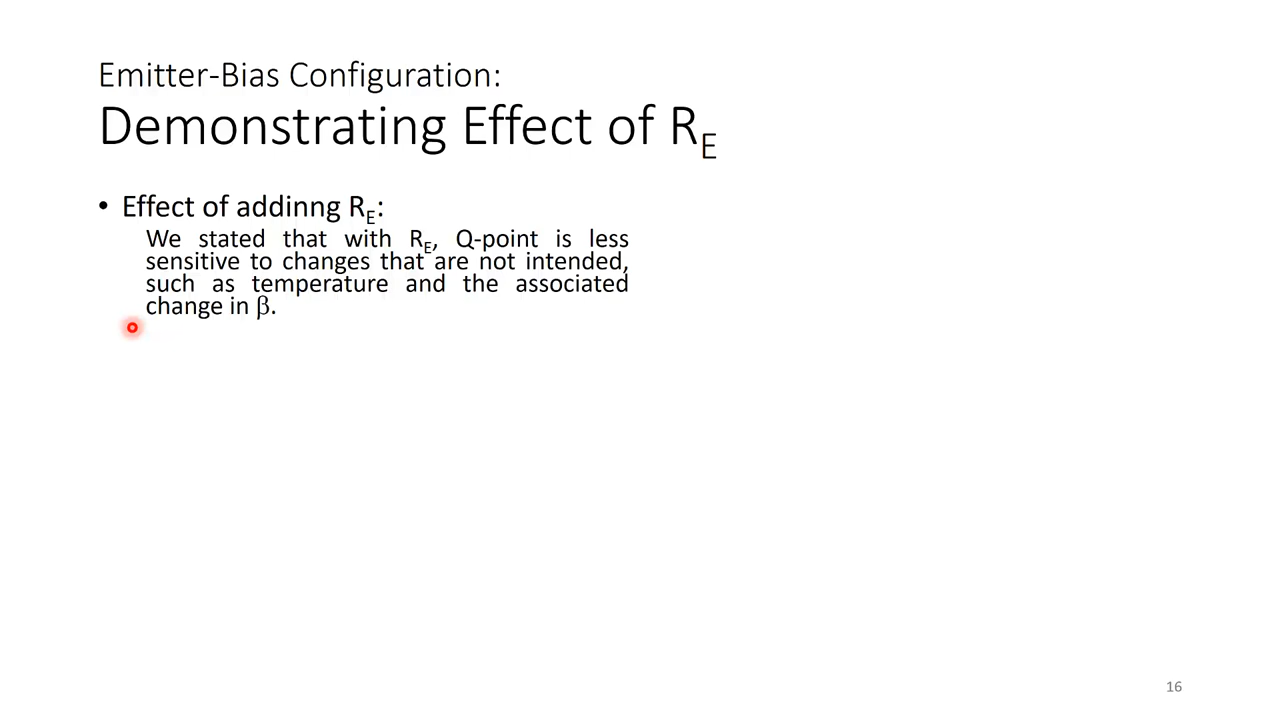 Emitter-Bias Configuration:
Demonstrating Effect of RE
• Effect of addinng RE:
We stated that with RE, Q-point is less
sensitive to changes that are not intended,
such as temperature and the associated
change in β.
16